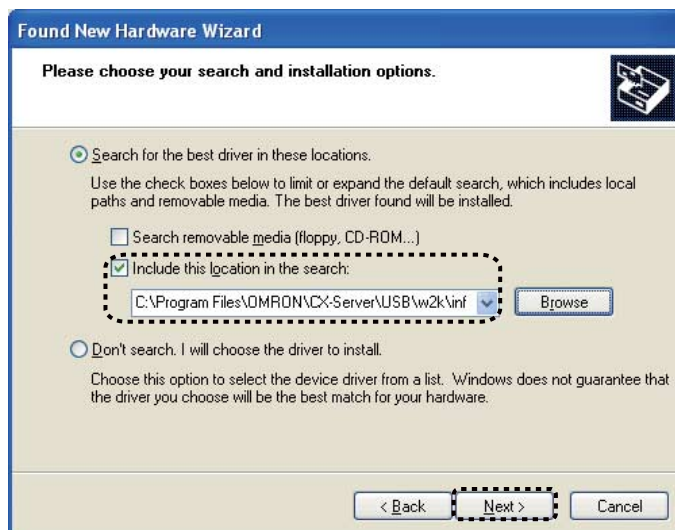 Found New Hardware Wizard
Please choose your search and installation options.
Search for the best driver in these locations.
Use the check boxes below to limit or expand the default search, which includes local
paths and removable media. The best driver found will be installed.
Search removable media (floppy, CD-ROM...)
Include this location in the search:
C:\Program Files\OMRON\CX-Server\USB\w2k\inf
Browse
Don't search. I will choose the driver to install.
Choose this option to select the device driver from a list. Windows does not guarantee that
the driver you choose will be the best match for your hardware.
< Back Next > Cancel